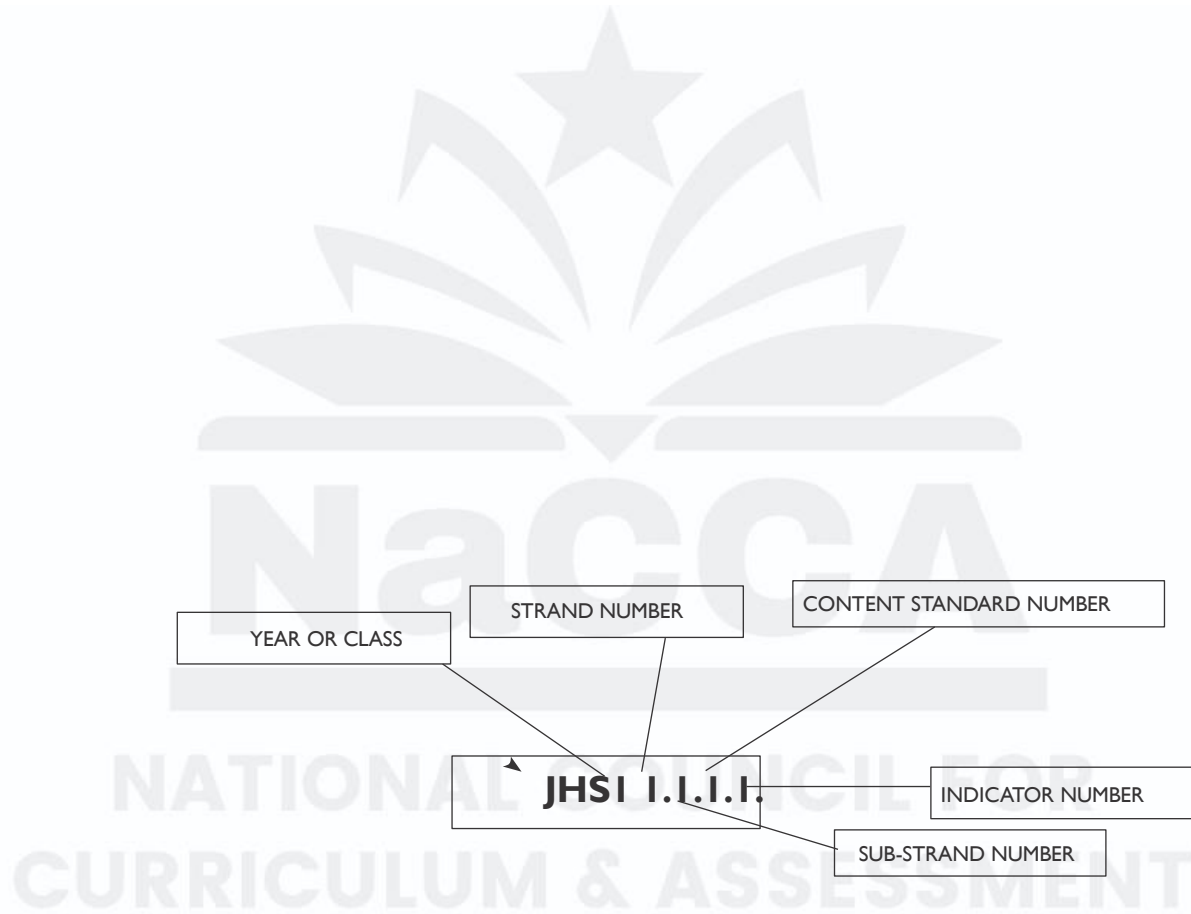 NaCCA
STRAND NUMBER
CONTENT STANDARD NUMBER
YEAR OR CLASS
NATIONAL COUNCIL FOR
JHS1 1.1.1.1.
INDICATOR NUMBER
SUB-STRAND NUMBER
CURRICULUM & ASSESSMENT